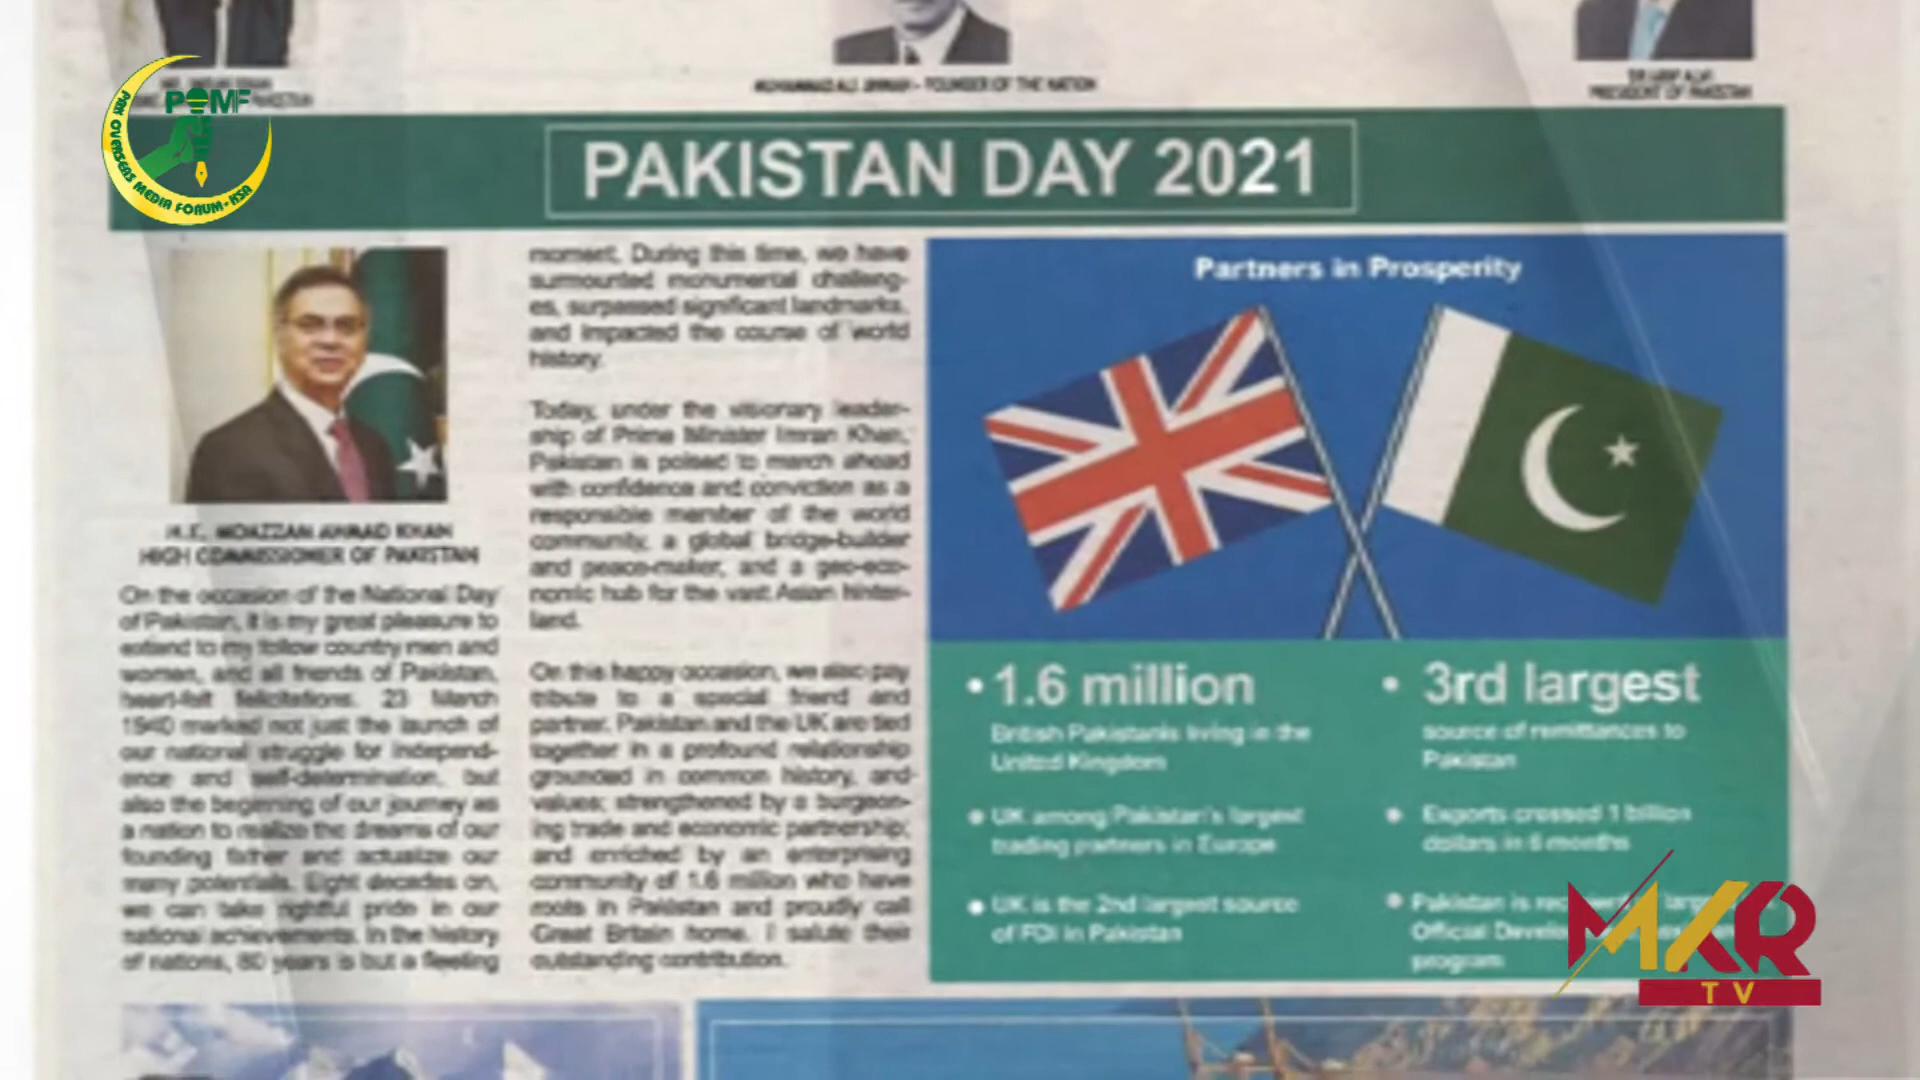 POMF
PAK OVERSEAS MEDIA FORUM - KSA
MUHAMMAD ALI JINNAH - FOUNDER OF THE NATION
PRESIDENT OF PAKISTAN
PAKISTAN DAY 2021
H.E. MOAZZAM AHMAD KHAN
HIGH COMMISSIONER OF PAKISTAN
On the occasion of the National Day
of Pakistan, it is my great pleasure to
extend to my fellow country men and
women, and all friends of Pakistan,
heart-felt felicitations. 23 March
1940 marked not just the launch of
our national struggle for independ-
ence and self-determination, but
also the beginning of our journey as
a nation to realize the dreams of our
founding father and actualize our
many potentials. Eight decades on,
we can take rightful pride in our
national achievements. In the history
of nations, 80 years is but a fleeting
moment. During this time, we have
surmounted monumental challeng-
es, surpassed significant landmarks,
and impacted the course of world
history.
Today, under the visionary leader-
ship of Prime Minister Imran Khan,
Pakistan is poised to march ahead
with confidence and conviction as a
responsible member of the world
community, a global bridge-builder
and peace-maker, and a geo-eco-
nomic hub for the vast Asian hinter-
land.
On this happy occasion, we also pay
tribute to a special friend and
partner. Pakistan and the UK are tied
together in a profound relationship
grounded in common history, and
values; strengthened by a burgeon-
ing trade and economic partnership;
and enriched by an enterprising
community of 1.6 million who have
roots in Pakistan and proudly call
Great Britain home. I salute their
outstanding contribution.
Partners in Prosperity
• 1.6 million
British Pakistanis living in the
United Kingdom
• UK among Pakistan's largest
trading partners in Europe
• UK is the 2nd largest source
of FDI in Pakistan
• 3rd largest
source of remittances to
Pakistan
• Exports crossed 1 billion
dollars in 6 months
• Pakistan is
Official
program
MKR
TV